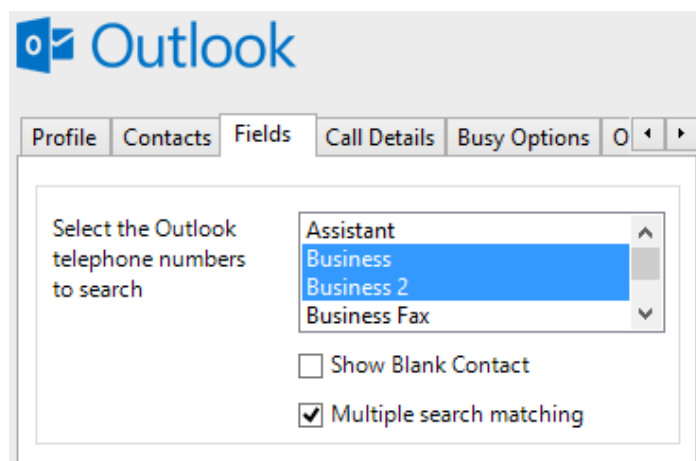 Outlook
Profile Contacts Fields Call Details Busy Options O
Select the Outlook
telephone numbers
to search
Assistant
Business
Business 2
Business Fax
Show Blank Contact
Multiple search matching